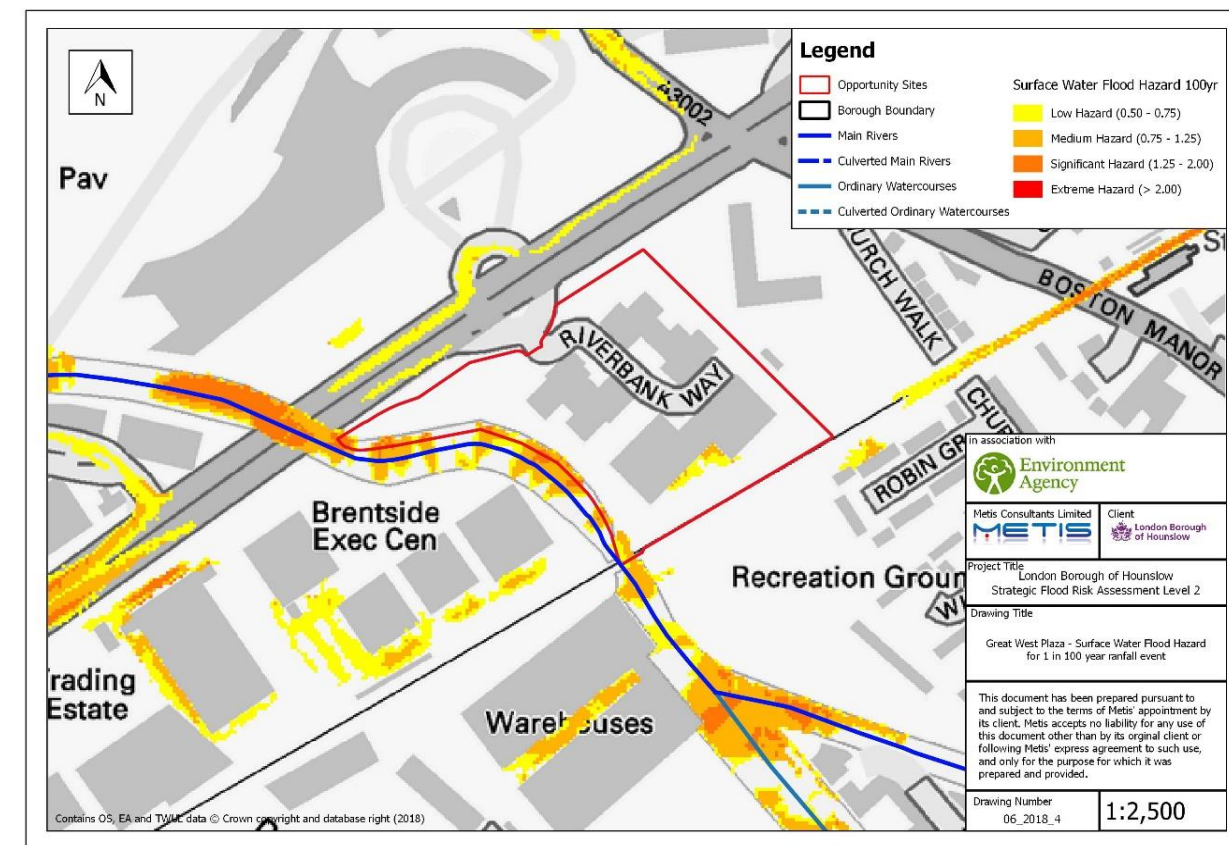 N
Pav
A3002
Legend
Opportunity Sites
Borough Boundary
Main Rivers
Culverted Main Rivers
Ordinary Watercourses
Culverted Ordinary Watercourses
Surface Water Flood Hazard 100yr
Low Hazard (0.50 - 0.75)
Medium Hazard (0.75 - 1.25)
Significant Hazard (1.25 - 2.00)
Extreme Hazard (> 2.00)
BOSTON MANOR
RIVERBANK WAY
Brentside
Exec Cen
Recreation Groun
Warehouses
rading
Estate
in association with
Environment
Agency
Metis Consultants Limited
METIS
Client
London Borough
of Hounslow
Project Title
London Borough of Hounslow
Strategic Flood Risk Assessment Level 2
Drawing Title
Great West Plaza - Surface Water Flood Hazard
for 1 in 100 year ranfall event
This document has been prepared pursuant to
and subject to the terms of Metis' appointment by
its client. Metis accepts no liability for any use of
this document other than by its orginal client or
following Metis' express agreement to such use,
and only for the purpose for which it was
prepared and provided.
Drawing Number
06_2018_4
1:2,500
Contains OS, EA and TWUL data © Crown copyright and database right (2018)